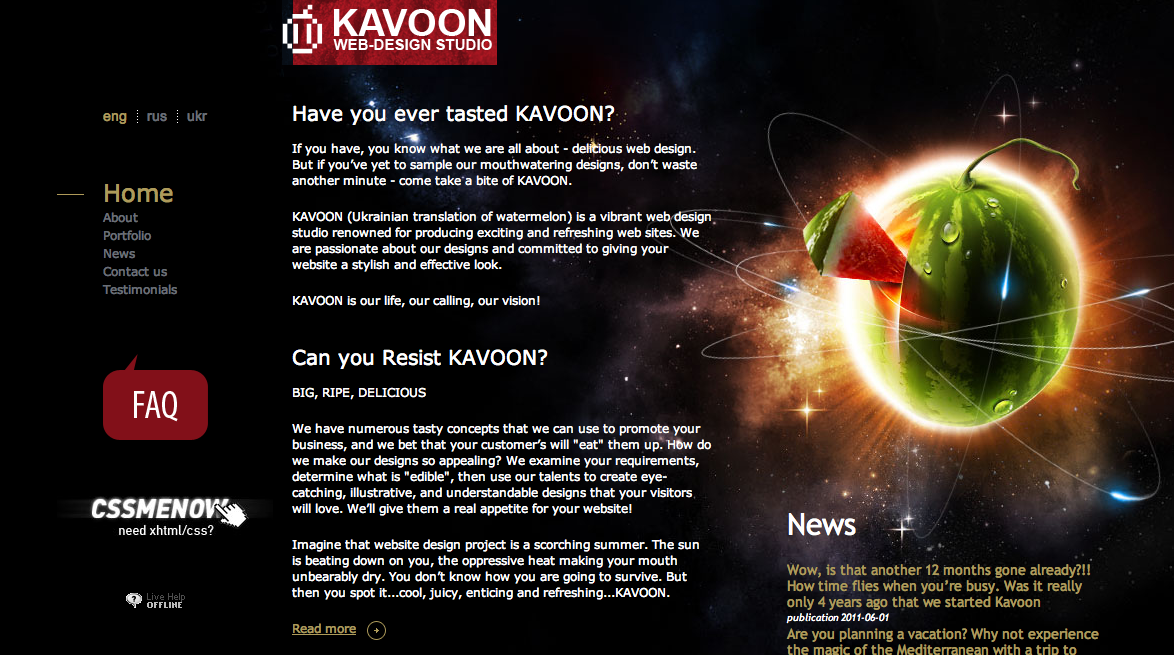 KAVOON
WEB-DESIGN STUDIO
eng rus ukr
Home
About
Portfolio
News
Contact us
Testimonials
FAQ
CSSMENOW
need xhtml/css?
Live Help
OFFLINE
Have you ever tasted KAVOON?
If you have, you know what we are all about - delicious web design.
But if you’ve yet to sample our mouthwatering designs, don’t waste
another minute - come take a bite of KAVOON.
KAVOON (Ukrainian translation of watermelon) is a vibrant web design
studio renowned for producing exciting and refreshing web sites. We
are passionate about our designs and committed to giving your
website a stylish and effective look.
KAVOON is our life, our calling, our vision!
Can you Resist KAVOON?
BIG, RIPE, DELICIOUS
We have numerous tasty concepts that we can use to promote your
business, and we bet that your customer’s will "eat" them up. How do
we make our designs so appealing? We examine your requirements,
determine what is "edible", then use our talents to create eye-
catching, illustrative, and understandable designs that your visitors
will love. We’ll give them a real appetite for your website!
Imagine that website design project is a scorching summer. The sun
is beating down on you, the oppressive heat making your mouth
unbearably dry. You don’t know how you are going to survive. But
then you spot it...cool, juicy, enticing and refreshing...KAVOON.
Read more
News
Wow, is that another 12 months gone already?!!
How time flies when you’re busy. Was it really
only 4 years ago that we started Kavoon
publication 2011-06-01
Are you planning a vacation? Why not experience
the magic of the Mediterranean with a trip to